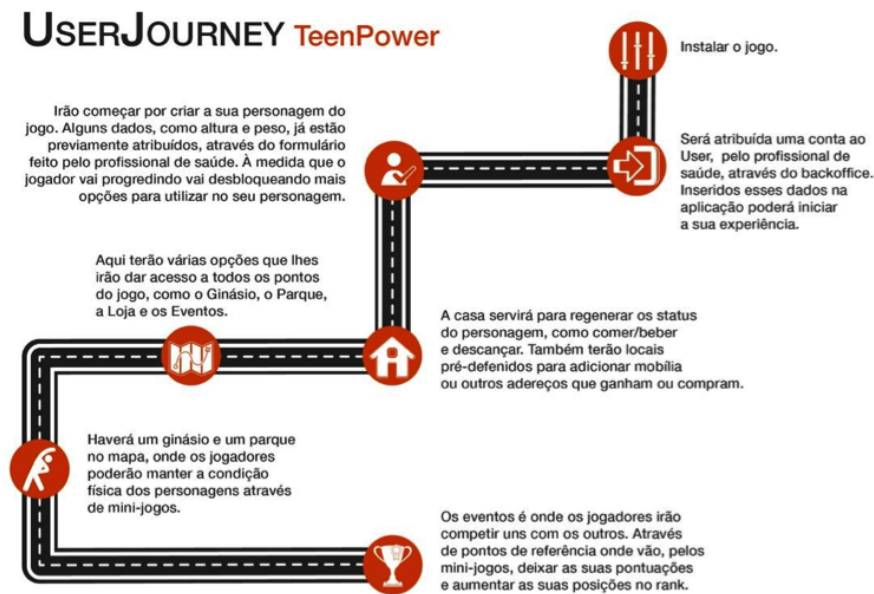 USERJOURNEY TeenPower
Instalar o jogo.
Será atribuída uma conta ao
User, pelo profissional de
saúde, através do backoffice.
Inseridos esses dados na
aplicação poderá iniciar
a sua experiência.
Irão começar por criar a sua personagem do
jogo. Alguns dados, como altura e peso, já estão
previamente atribuídos, através do formulário
feito pelo profissional de saúde. À medida que o
jogador vai progredindo vai desbloqueando mais
opções para utilizar no seu personagem.
A casa servirá para regenerar os status
do personagem, como comer/beber
e descançar. Também terão locais
pré-defenidos para adicionar mobília
ou outros adereços que ganham ou compram.
Aqui terão várias opções que lhes
irão dar acesso a todos os pontos
do jogo, como o Ginásio, o Parque,
a Loja e os Eventos.
Haverá um ginásio e um parque
no mapa, onde os jogadores
poderão manter a condição
física dos personagens através
de mini-jogos.
Os eventos é onde os jogadores irão
competir uns com os outros. Através
de pontos de referência onde vão, pelos
mini-jogos, deixar as suas pontuações
e aumentar as suas posições no rank.